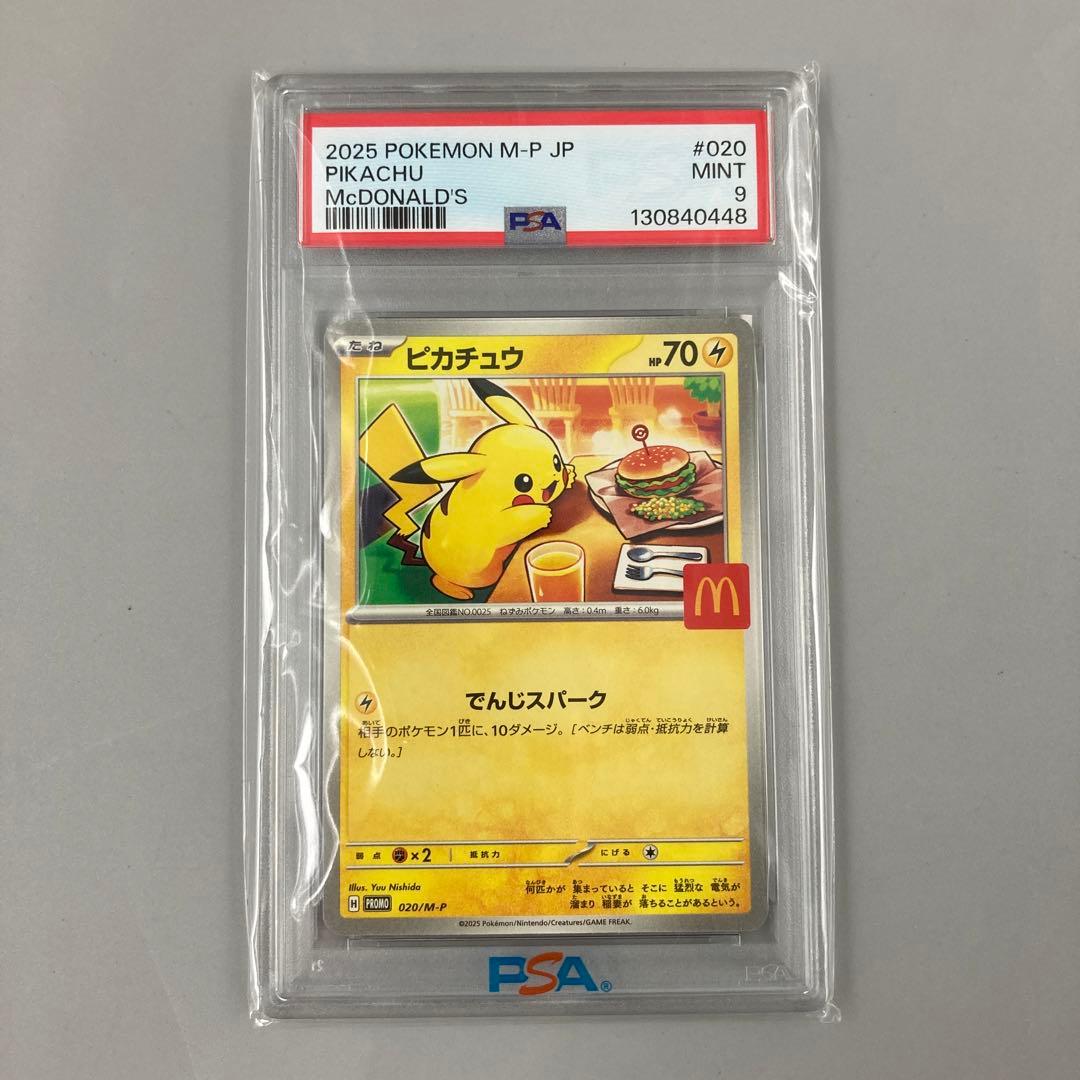 2025 POKEMON M-P JP #020
PIKACHU MINT
McDONALD'S 9
PSA 130840448
たね ピカチュウ HP70
全国図鑑NO.0025 ねずみポケモン 高さ:0.4m 重さ:6.0kg
でんじスパーク
相手のポケモン1匹に、10ダメージ。[ベンチは弱点・抵抗力を計算
しない。]
弱点 ×2 抵抗力 にげる
Illus. Yuu Nishida
何匹かが 集まっていると そこに 猛烈な 電気が
溜まり 稲妻が 落ちることがあるという。
H PROMO 020/M-P
©2025 Pokémon/Nintendo/Creatures/GAME FREAK.
PSA®
PSA